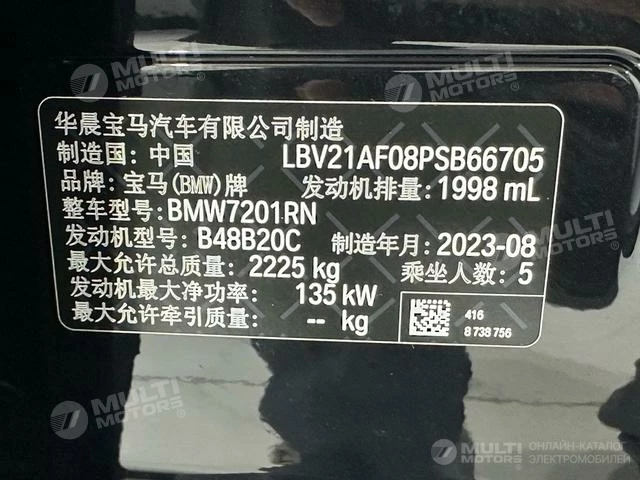 华晨宝马汽车有限公司制造
制造国: 中国 LBV21AF08PSB66705
品牌: 宝马(BMW)牌 发动机排量: 1998 mL
整车型号: BMW7201RN
发动机型号: B48B20C 制造年月: 2023-08
最大允许总质量: 2225 kg 乘坐人数: 5
发动机最大净功率: 135 kW
最大允许牵引质量: -- kg
416
8 738 756
MULTI MOTORS
MULTI MOTORS
MULTI MOTORS
MULTI MOTORS
MULTI MOTORS ОНЛАЙН-КАТАЛОГ
ЭЛЕКТРОМОБИЛЕЙ